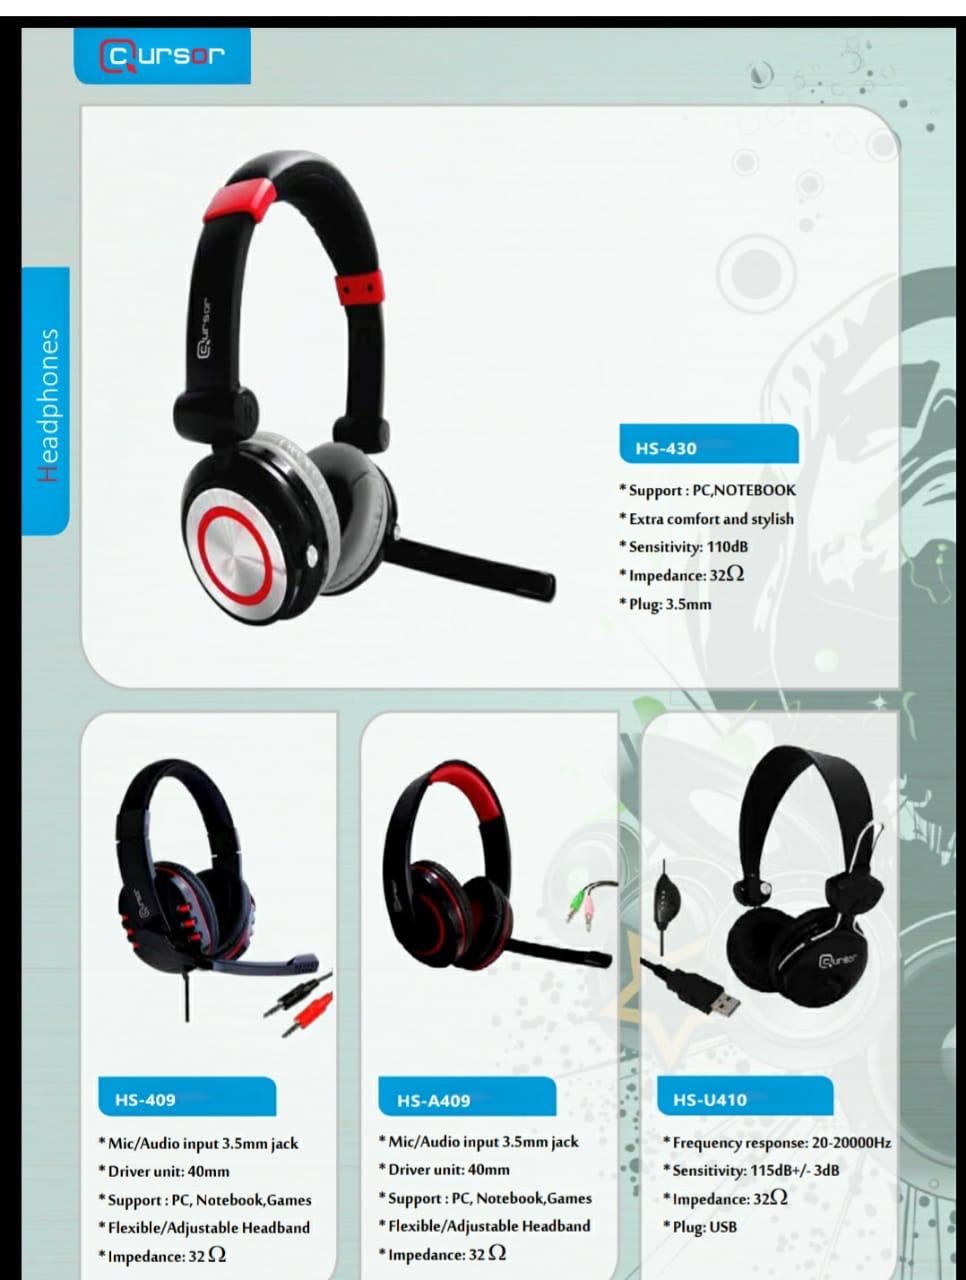 Cursor
Headphones
Cursor
HS-430
* Support : PC,NOTEBOOK
* Extra comfort and stylish
* Sensitivity: 110dB
* Impedance: 32Ω
* Plug: 3.5mm
Cursor
Cursor
HS-409
* Mic/Audio input 3.5mm jack
* Driver unit: 40mm
* Support : PC, Notebook,Games
* Flexible/Adjustable Headband
* Impedance: 32 Ω
HS-A409
* Mic/Audio input 3.5mm jack
* Driver unit: 40mm
* Support : PC, Notebook,Games
* Flexible/Adjustable Headband
* Impedance: 32 Ω
HS-U410
* Frequency response: 20-20000Hz
* Sensitivity: 115dB+/- 3dB
* Impedance: 32Ω
* Plug: USB